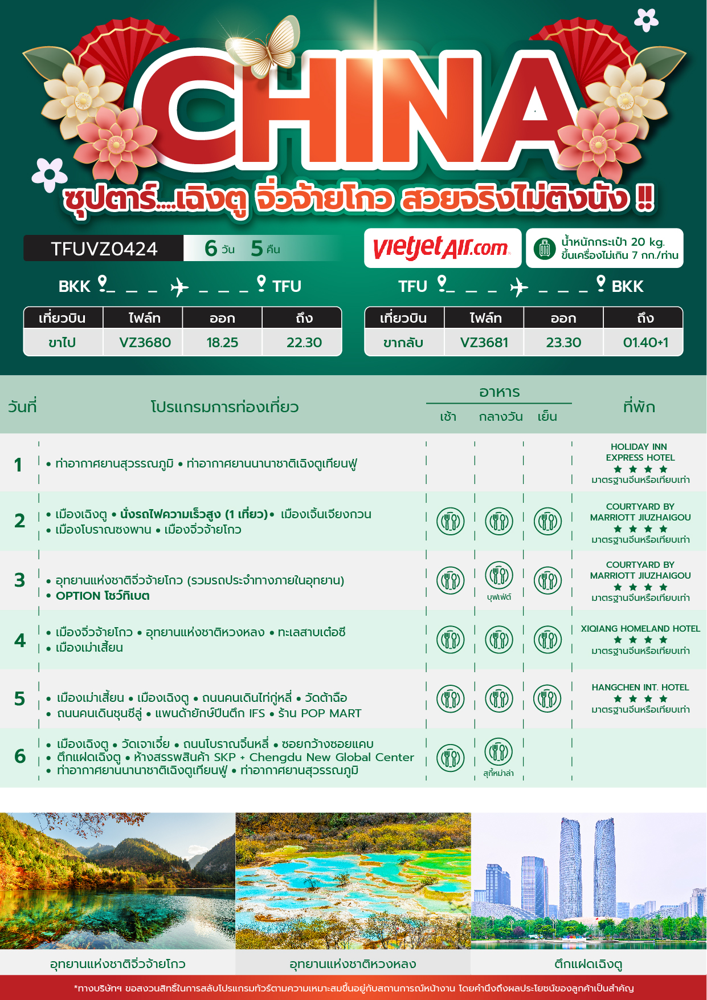 CHINA
ซุปตาร์....เฉิงตู จิ่วจ้ายโกว สวยจริงไม่ติงนัง !!
TFUVZ0424 6 วัน 5 คืน
vietjetAir.com
น้ำหนักกระเป๋า 20 kg.
ขึ้นเครื่องไม่เกิน 7 กก./ท่าน
BKK TFU
TFU BKK
เที่ยวบิน ไฟล์ท ออก ถึง
ขาไป VZ3680 18.25 22.30
เที่ยวบิน ไฟล์ท ออก ถึง
ขากลับ VZ3681 23.30 01.40+1
วันที่ โปรแกรมการท่องเที่ยว อาหาร ที่พัก
เช้า กลางวัน เย็น
1
• ท่าอากาศยานสุวรรณภูมิ • ท่าอากาศยานนานาชาติเฉิงตูเทียนฟู่
HOLIDAY INN
EXPRESS HOTEL
มาตรฐานจีนหรือเทียบเท่า
2
• เมืองเฉิงตู • นั่งรถไฟความเร็วสูง (1 เที่ยว) • เมืองเจิ้นเจียงกวน
• เมืองโบราณซงพาน • เมืองจิ่วจ้ายโกว
COURTYARD BY
MARRIOTT JIUZHAIGOU
มาตรฐานจีนหรือเทียบเท่า
3
• อุทยานแห่งชาติจิ่วจ้ายโกว (รวมรถประจำทางภายในอุทยาน)
• OPTION โชว์ทิเบต
บุฟเฟ่ต์
COURTYARD BY
MARRIOTT JIUZHAIGOU
มาตรฐานจีนหรือเทียบเท่า
4
• เมืองจิ่วจ้ายโกว • อุทยานแห่งชาติหวงหลง • ทะเลสาบเต๋อซี
• เมืองเม่าเสี้ยน
XIQIANG HOMELAND HOTEL
มาตรฐานจีนหรือเทียบเท่า
5
• เมืองเม่าเสี้ยน • เมืองเฉิงตู • ถนนคนเดินไท่กู่หลี่ • วัดต้าฉือ
• ถนนคนเดินชุนซีลู่ • แพนด้ายักษ์ปีนตึก IFS • ร้าน POP MART
HANGCHEN INT. HOTEL
มาตรฐานจีนหรือเทียบเท่า
6
• เมืองเฉิงตู • วัดเจาเจี๋ย • ถนนโบราณจิ๋นหลี่ • ซอยกว้างซอยแคบ
• ตึกแฝดเฉิงตู • ห้างสรรพสินค้า SKP + Chengdu New Global Center
• ท่าอากาศยานนานาชาติเฉิงตูเทียนฟู่ • ท่าอากาศยานสุวรรณภูมิ
สุกี้หม่าล่า
อุทยานแห่งชาติจิ่วจ้ายโกว
อุทยานแห่งชาติหวงหลง
ตึกแฝดเฉิงตู
*ทางบริษัทฯ ขอสงวนสิทธิ์ในการสลับโปรแกรมทัวร์ตามความเหมาะสมขึ้นอยู่กับสถานการณ์หน้างาน โดยคำนึงถึงผลประโยชน์ของลูกค้าเป็นสำคัญ